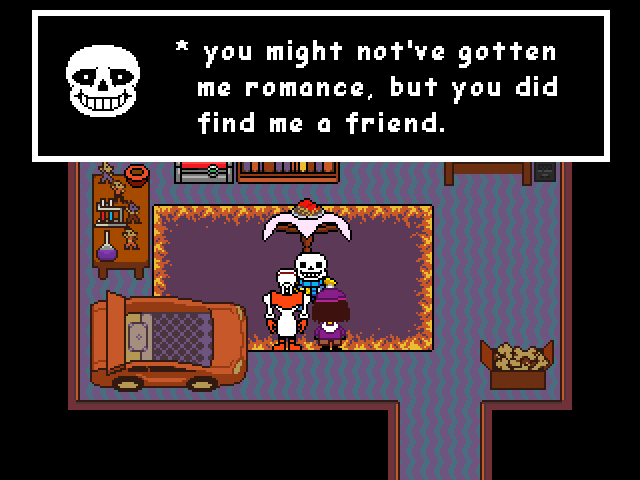 * you might not've gotten
me romance, but you did
find me a friend.